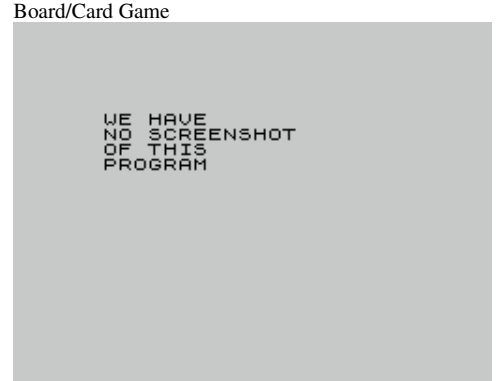 Board/Card Game
WE HAVE
NO SCREENSHOT
OF THIS
PROGRAM